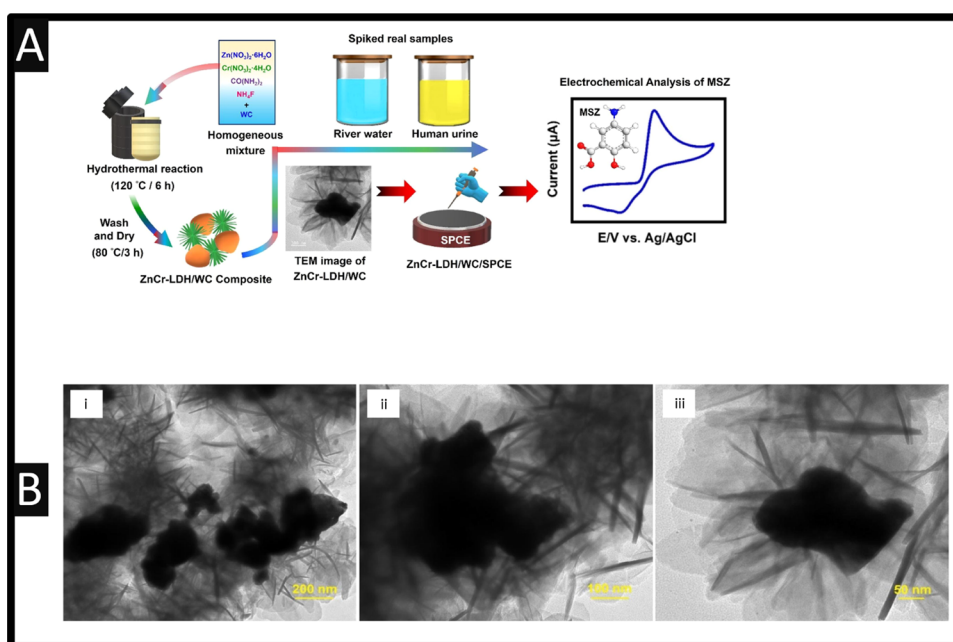 A
Zn(NO₃)₂·6H₂O
Cr(NO₃)₂·4H₂O
CO(NH₂)₂
NH₄F
+
WC
Homogeneous
mixture
Hydrothermal reaction
(120 °C / 6 h)
Wash
and Dry
(80 °C/3 h)
ZnCr-LDH/WC Composite
Spiked real samples
River water
Human urine
TEM image of
ZnCr-LDH/WC
SPCE
ZnCr-LDH/WC/SPCE
Electrochemical Analysis of MSZ
MSZ
Current (µA)
E/V vs. Ag/AgCl
B
i
200 nm
ii
100 nm
iii
50 nm